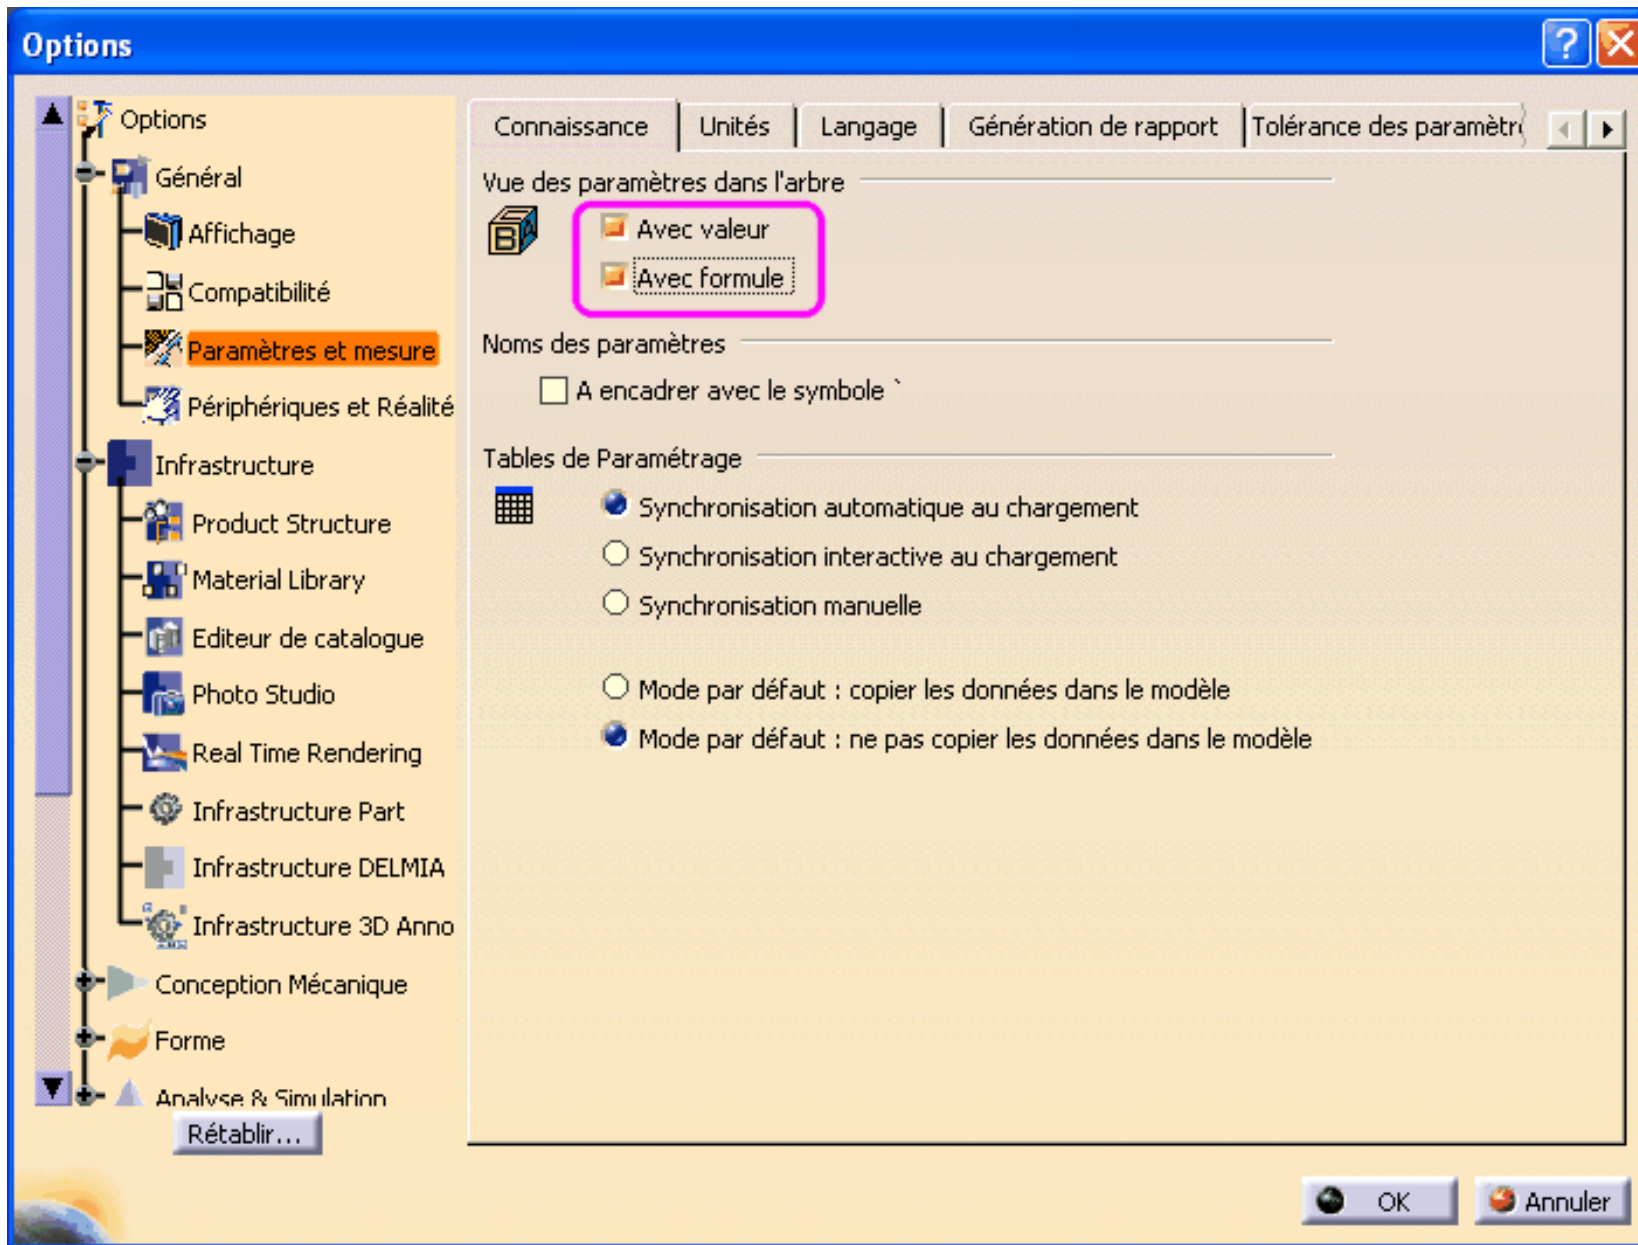 Options
Options
Général
Affichage
Compatibilité
Paramètres et mesure
Périphériques et Réalité
Infrastructure
Product Structure
Material Library
Editeur de catalogue
Photo Studio
Real Time Rendering
Infrastructure Part
Infrastructure DELMIA
Infrastructure 3D Anno
Conception Mécanique
Forme
Analyse & Simulation
Rétablir...
Connaissance Unités Langage Génération de rapport Tolérance des paramètr
Vue des paramètres dans l'arbre
Avec valeur
Avec formule
Noms des paramètres
A encadrer avec le symbole `
Tables de Paramétrage
Synchronisation automatique au chargement
Synchronisation interactive au chargement
Synchronisation manuelle
Mode par défaut : copier les données dans le modèle
Mode par défaut : ne pas copier les données dans le modèle
OK Annuler